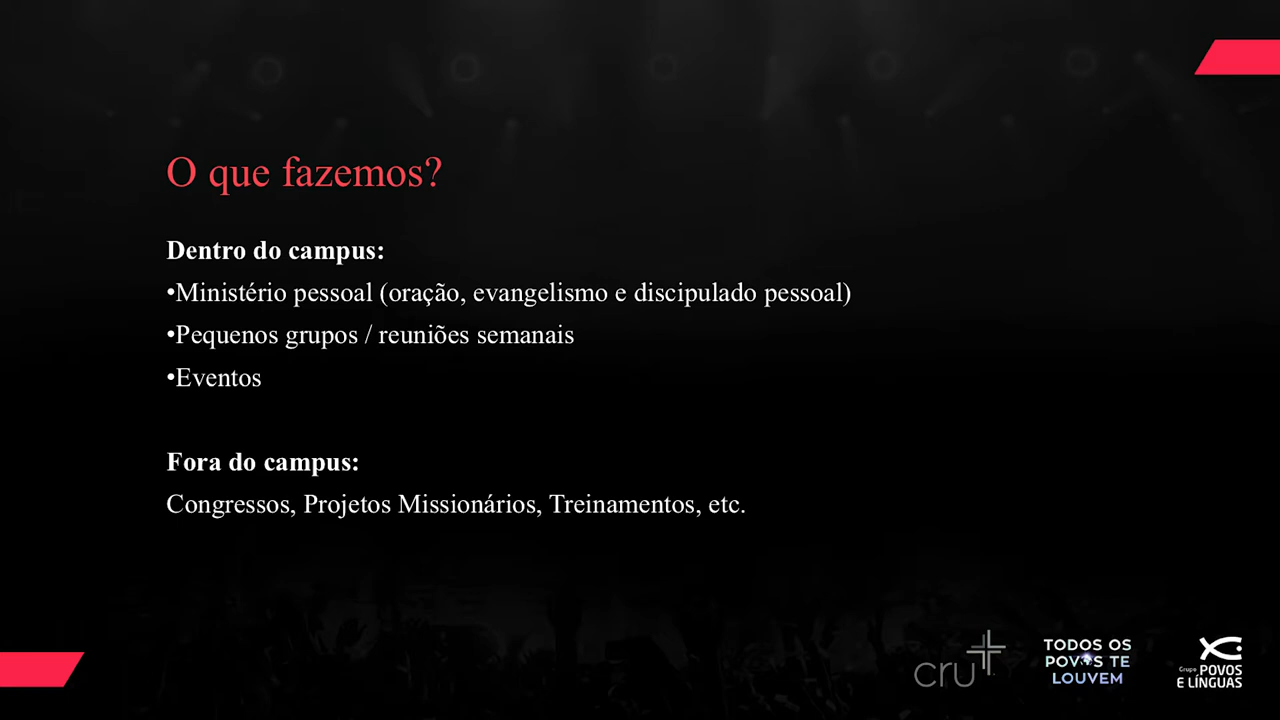 O que fazemos?
Dentro do campus:
•Ministério pessoal (oração, evangelismo e discipulado pessoal)
•Pequenos grupos / reuniões semanais
•Eventos
Fora do campus:
Congressos, Projetos Missionários, Treinamentos, etc.
cru
TODOS OS
POVOS TE
LOUVEM
Grupo POVOS
E LÍNGUAS